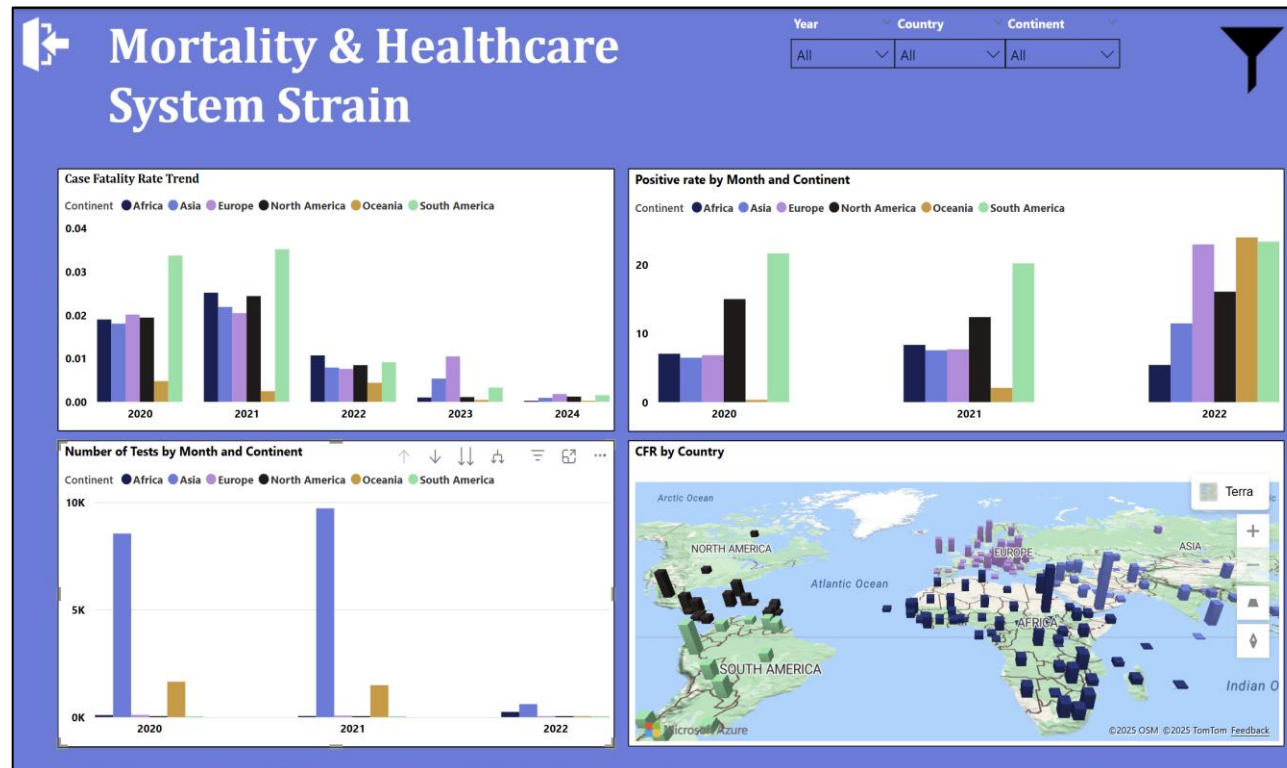 Mortality & Healthcare
System Strain
Year
Country
Continent
All
All
All
Case Fatality Rate Trend
Continent Africa Asia Europe North America Oceania South America
0.04
0.03
0.02
0.01
0.00
2020 2021 2022 2023 2024
Positive rate by Month and Continent
Continent Africa Asia Europe North America Oceania South America
20
10
0
2020 2021 2022
Number of Tests by Month and Continent
Continent Africa Asia Europe North America Oceania South America
10K
5K
0K
2020 2021 2022
CFR by Country
Arctic Ocean
Terra
NORTH AMERICA
EUROPE
ASIA
Atlantic Ocean
AFRICA
SOUTH AMERICA
Indian O
Microsoft Azure
©2025 OSM ©2025 TomTom Feedback